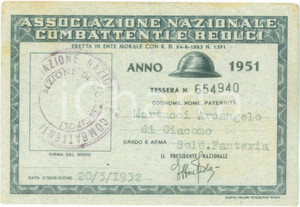 ASSOCIAZIONE NAZIONALE
COMBATTENTI E REDUCI
ERETTA IN ENTE MORALE CON R. D. 24-6-1923 N. 1371
ANNO 1951
TESSERA N. 654940
COGNOME, NOME, PATERNITÀ
Martucci Arcangelo
di Giacomo
GRADO E ARMA Sold. Fanteria
IL PRESIDENTE NAZIONALE
FIRMA DEL SOCIO
DATA D'ISCRIZIONE 20/3/1932